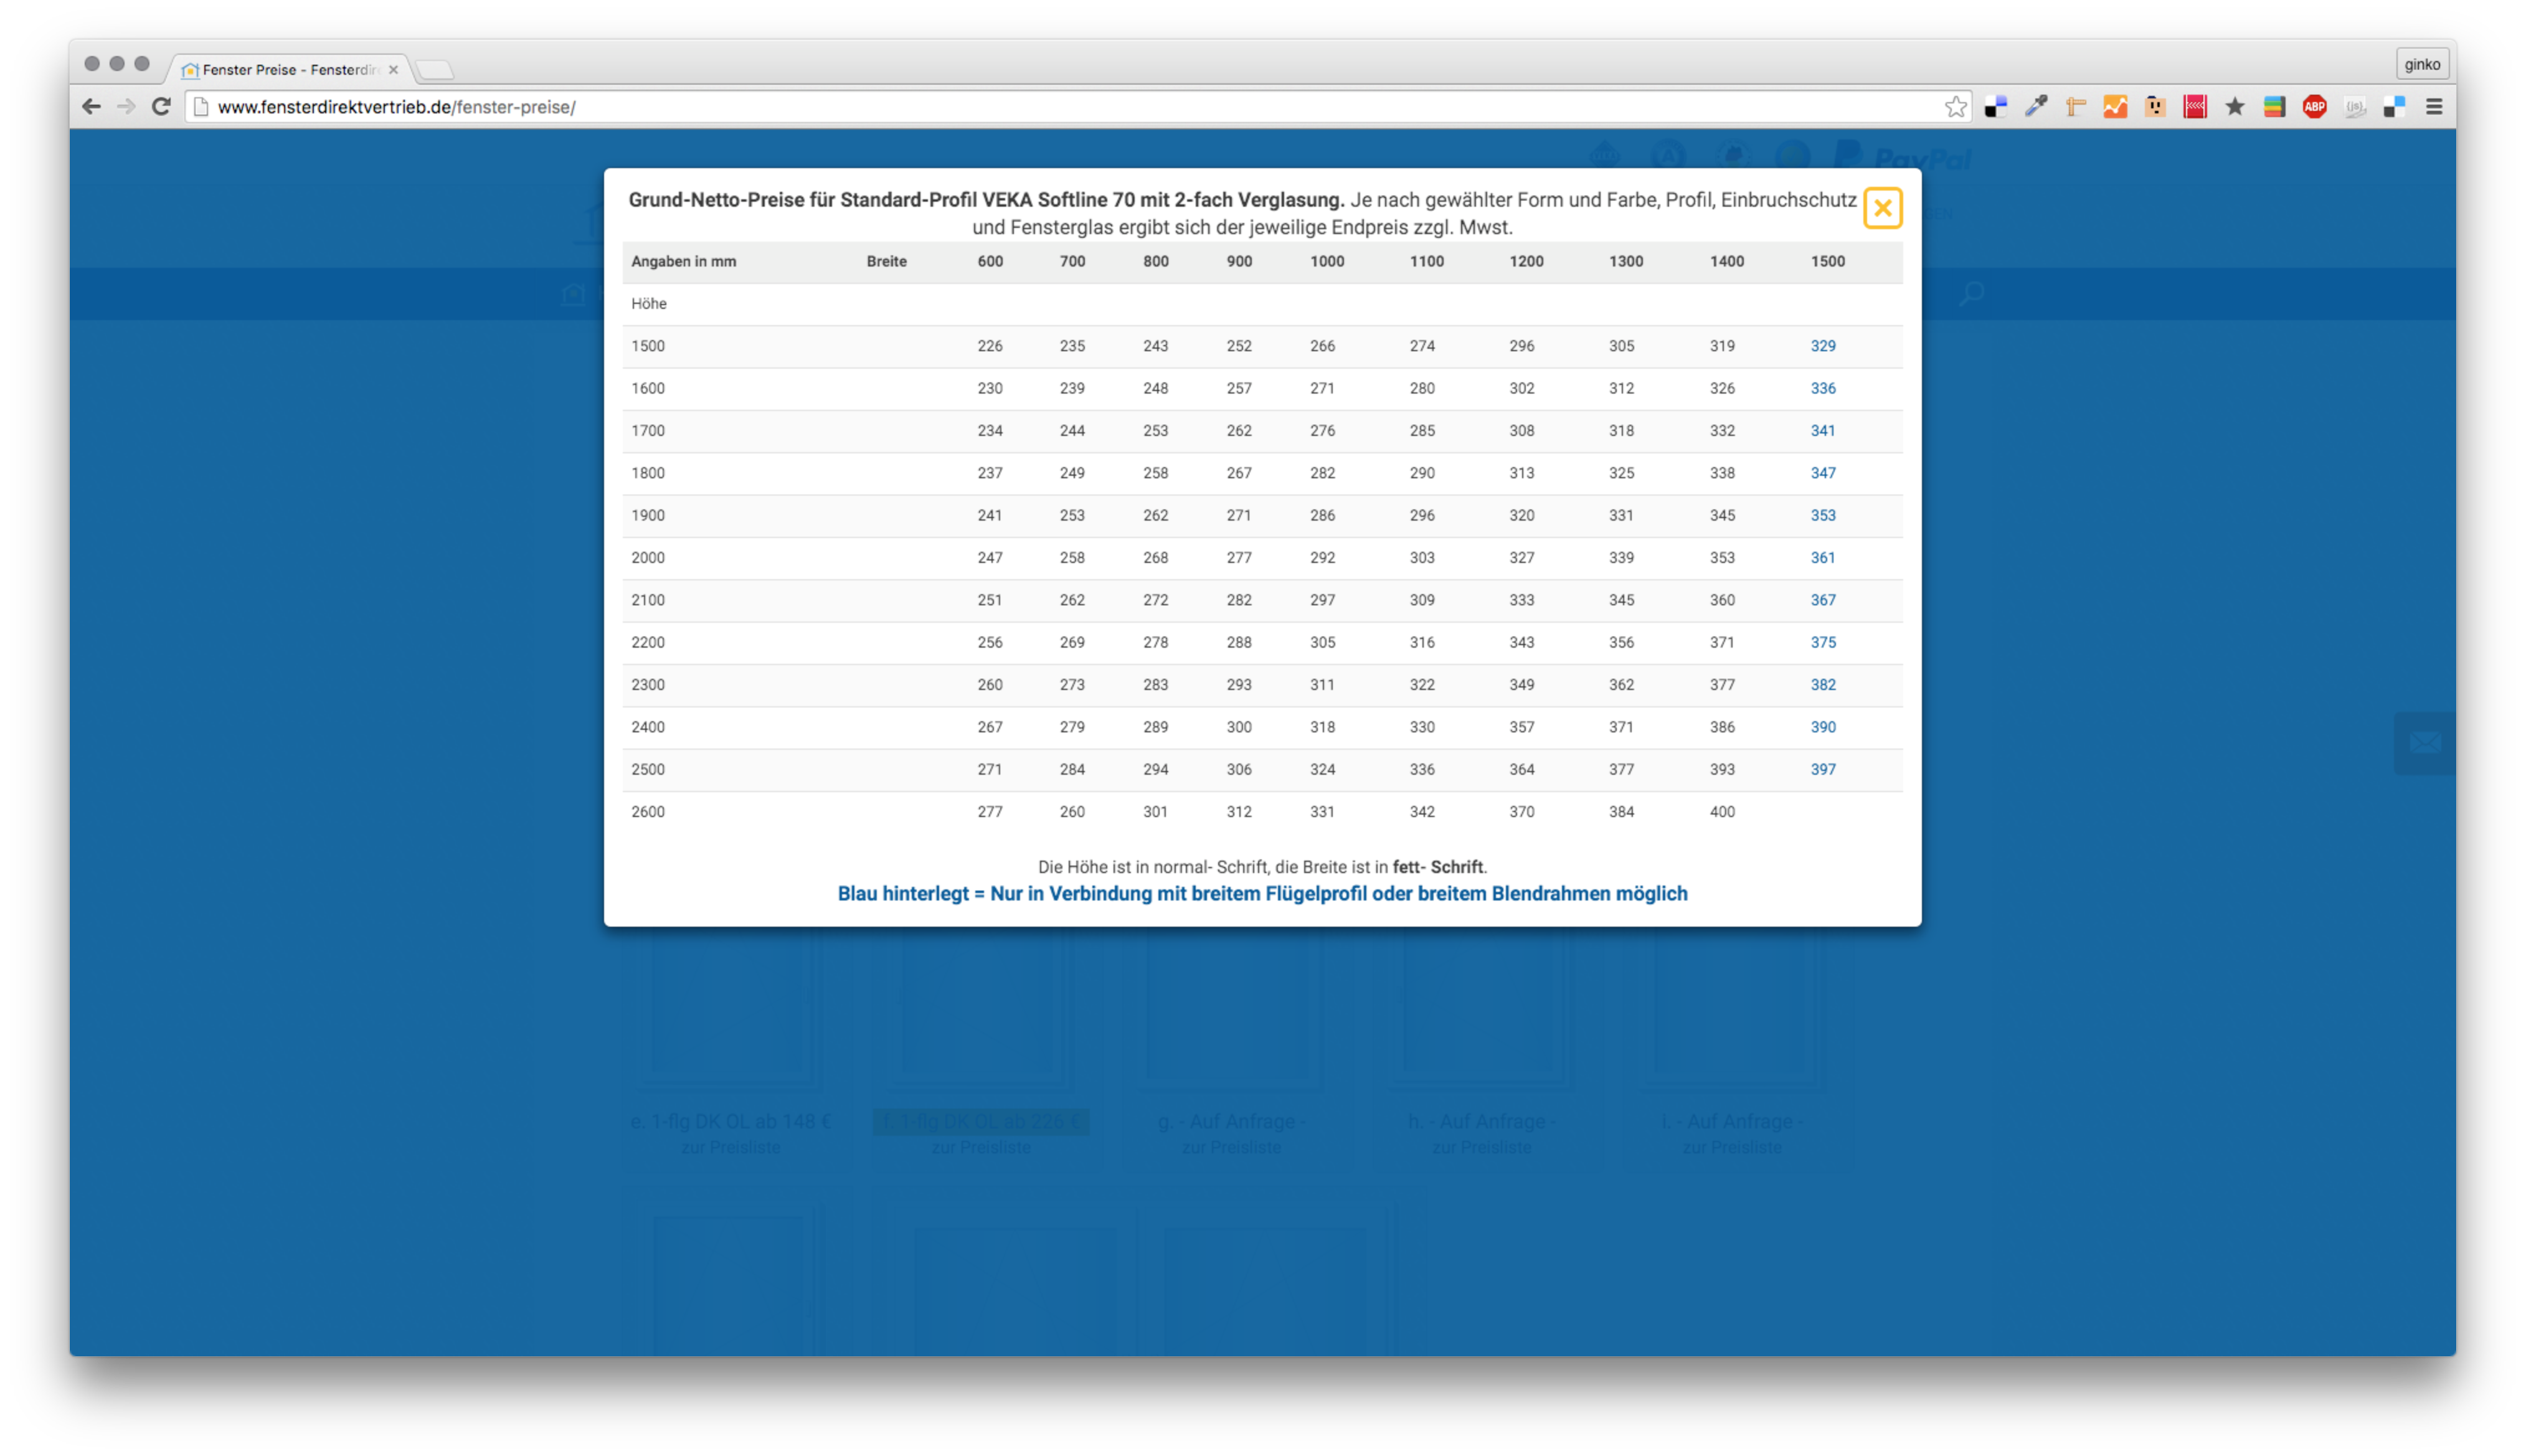 Fenster Preise - Fensterdir
ginko
www.fensterdirektvertrieb.de/fenster-preise/
ABP
{js}
PayPal
Grund-Netto-Preise für Standard-Profil VEKA Softline 70 mit 2-fach Verglasung. Je nach gewählter Form und Farbe, Profil, Einbruchschutz
und Fensterglas ergibt sich der jeweilige Endpreis zzgl. Mwst.
Angaben in mm Breite 600 700 800 900 1000 1100 1200 1300 1400 1500
Höhe
1500 226 235 243 252 266 274 296 305 319 329
1600 230 239 248 257 271 280 302 312 326 336
1700 234 244 253 262 276 285 308 318 332 341
1800 237 249 258 267 282 290 313 325 338 347
1900 241 253 262 271 286 296 320 331 345 353
2000 247 258 268 277 292 303 327 339 353 361
2100 251 262 272 282 297 309 333 345 360 367
2200 256 269 278 288 305 316 343 356 371 375
2300 260 273 283 293 311 322 349 362 377 382
2400 267 279 289 300 318 330 357 371 386 390
2500 271 284 294 306 324 336 364 377 393 397
2600 277 260 301 312 331 342 370 384 400
Die Höhe ist in normal- Schrift, die Breite ist in fett- Schrift.
Blau hinterlegt = Nur in Verbindung mit breitem Flügelprofil oder breitem Blendrahmen möglich
e. 1-flg DK OL ab 148 € f. 1-flg DK OL ab 226 € g. - Auf Anfrage - h. - Auf Anfrage - i. - Auf Anfrage -
zur Preisliste zur Preisliste zur Preisliste zur Preisliste zur Preisliste